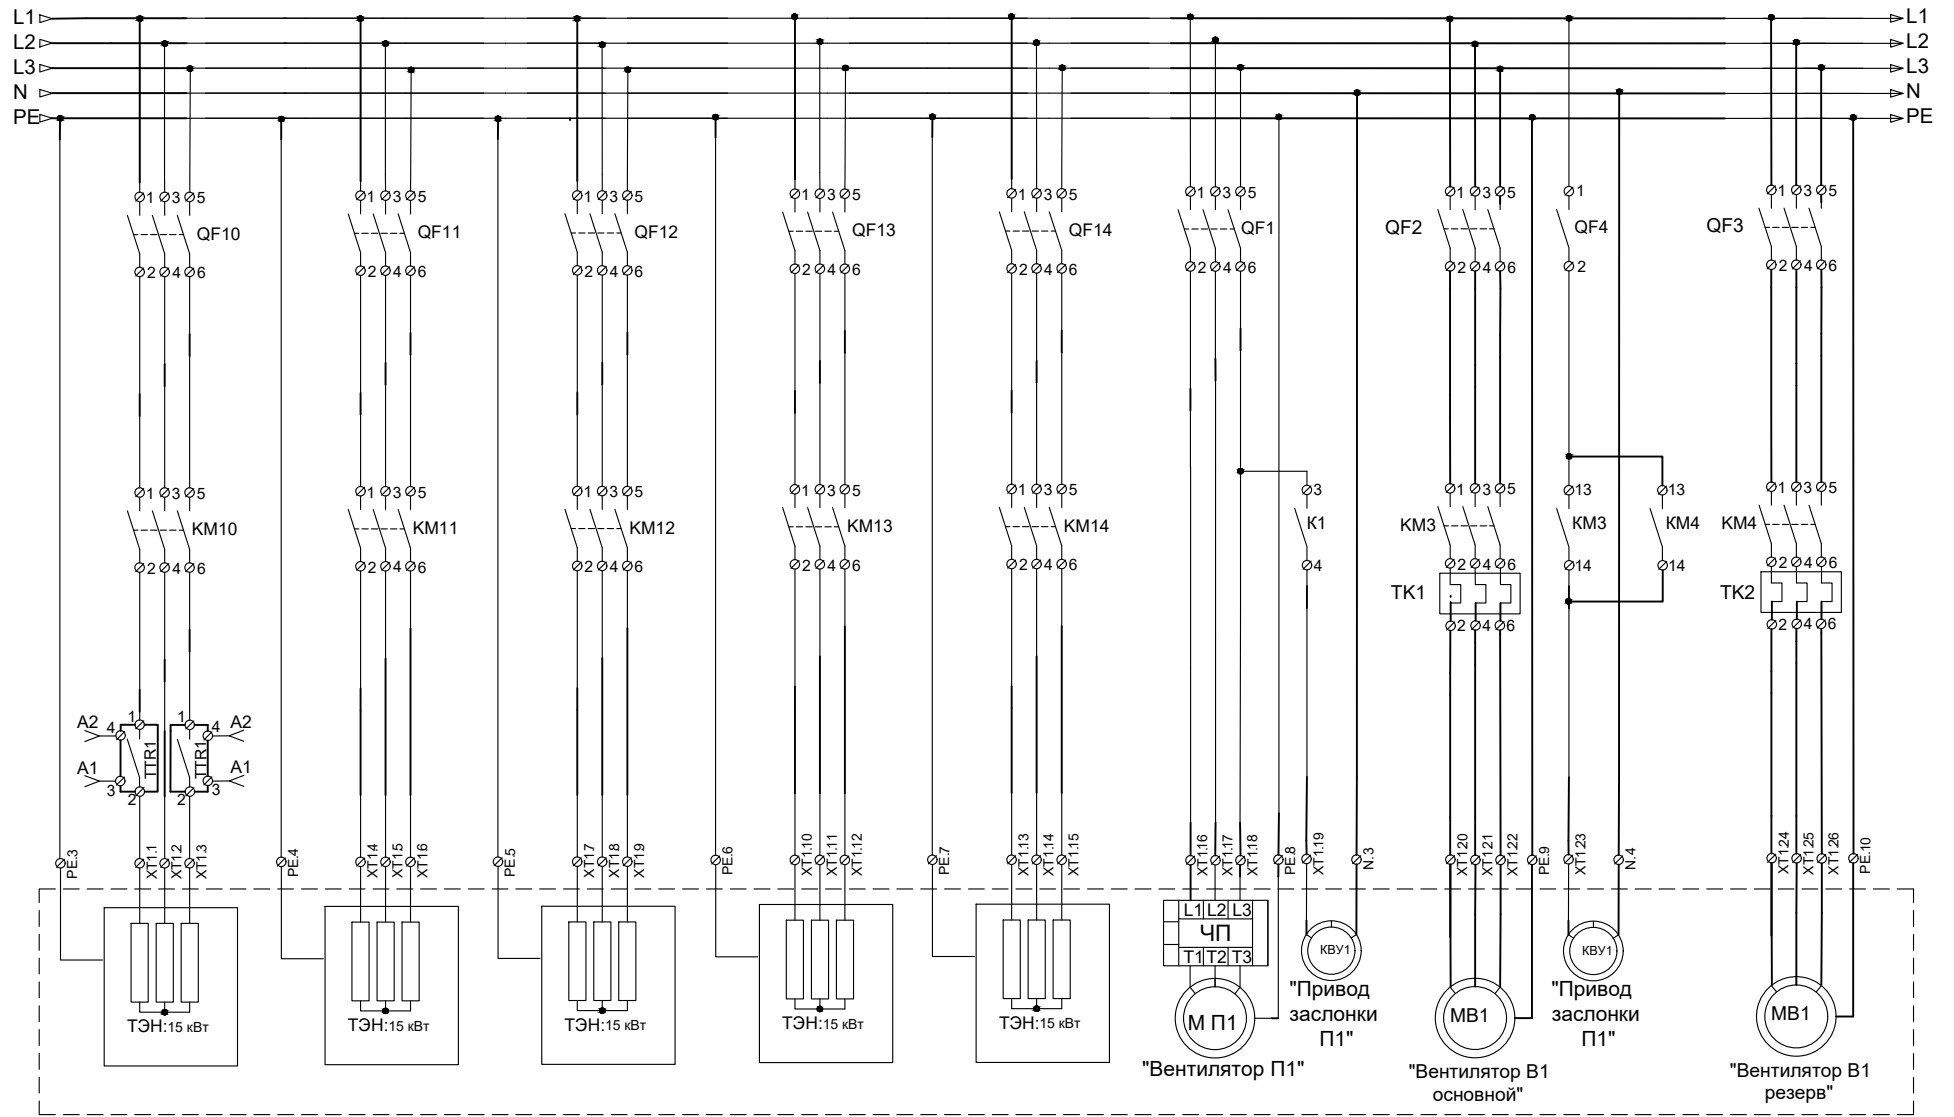 L1 L1
L2 L2
L3 L3
N N
PE PE
1 3 5 1 3 5 1 3 5 1 3 5 1 3 5 1 3 5 1 3 5 1 1 3 5
QF10 QF11 QF12 QF13 QF14 QF1 QF2 QF4 QF3
2 4 6 2 4 6 2 4 6 2 4 6 2 4 6 2 4 6 2 4 6 2 2 4 6
1 3 5 1 3 5 1 3 5 1 3 5 1 3 5 3 1 3 5 13 13 1 3 5
KM10 KM11 KM12 KM13 KM14 K1 KM3 KM3 KM4 KM4
2 4 6 2 4 6 2 4 6 2 4 6 2 4 6 4 2 4 6 14 14 2 4 6
TK1 TK2
2 4 6 2 4 6
A2 4 1 1 4 A2
TTR1 TTR1
A1 3 2 2 3 A1
PE.3 XT1.1 XT1.2 XT1.3 PE.4 XT1.4 XT1.5 XT1.6 PE.5 XT1.7 XT1.8 XT1.9 PE.6 XT1.10 XT1.11 XT1.12 PE.7 XT1.13 XT1.14 XT1.15 XT1.16 XT1.17 XT1.18 PE.8 XT1.19 N.3 XT1.20 XT1.21 XT1.22 PE.9 XT1.23 N.4 XT1.24 XT1.25 XT1.26 PE.10
L1 L2 L3
ЧП
T1 T2 T3
КВУ1 КВУ1
ТЭН:15 кВт ТЭН:15 кВт ТЭН:15 кВт ТЭН:15 кВт ТЭН:15 кВт
М П1 МВ1 МВ1
"Вентилятор П1"
"Привод
заслонки
П1"
"Вентилятор В1
основной"
"Привод
заслонки
П1"
"Вентилятор В1
резерв"